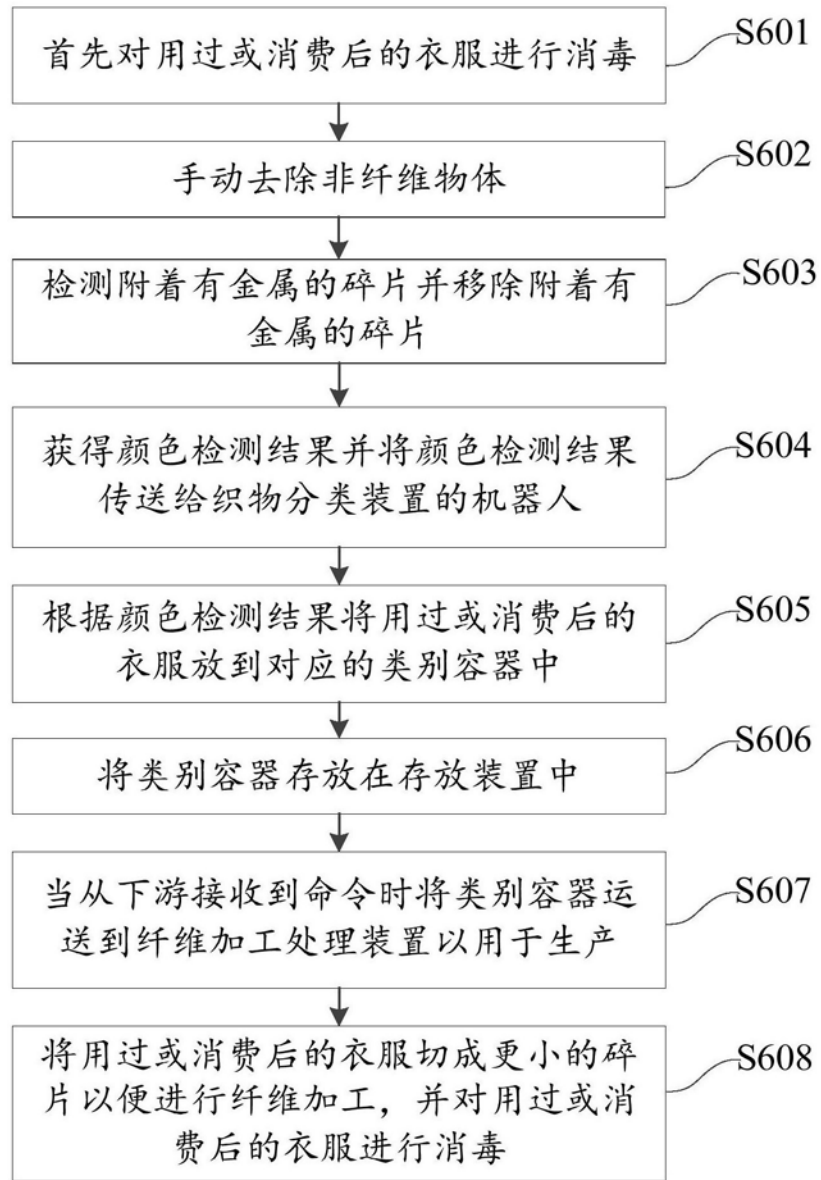 首先对用过或消费后的衣服进行消毒
S601
手动去除非纤维物体
S602
检测附着有金属的碎片并移除附着有
金属的碎片
S603
获得颜色检测结果并将颜色检测结果
传送给织物分类装置的机器人
S604
根据颜色检测结果将用过或消费后的
衣服放到对应的类别容器中
S605
将类别容器存放在存放装置中
S606
当从下游接收到命令时将类别容器运
送到纤维加工处理装置以用于生产
S607
将用过或消费后的衣服切成更小的碎
片以便进行纤维加工，并对用过或消
费后的衣服进行消毒
S608